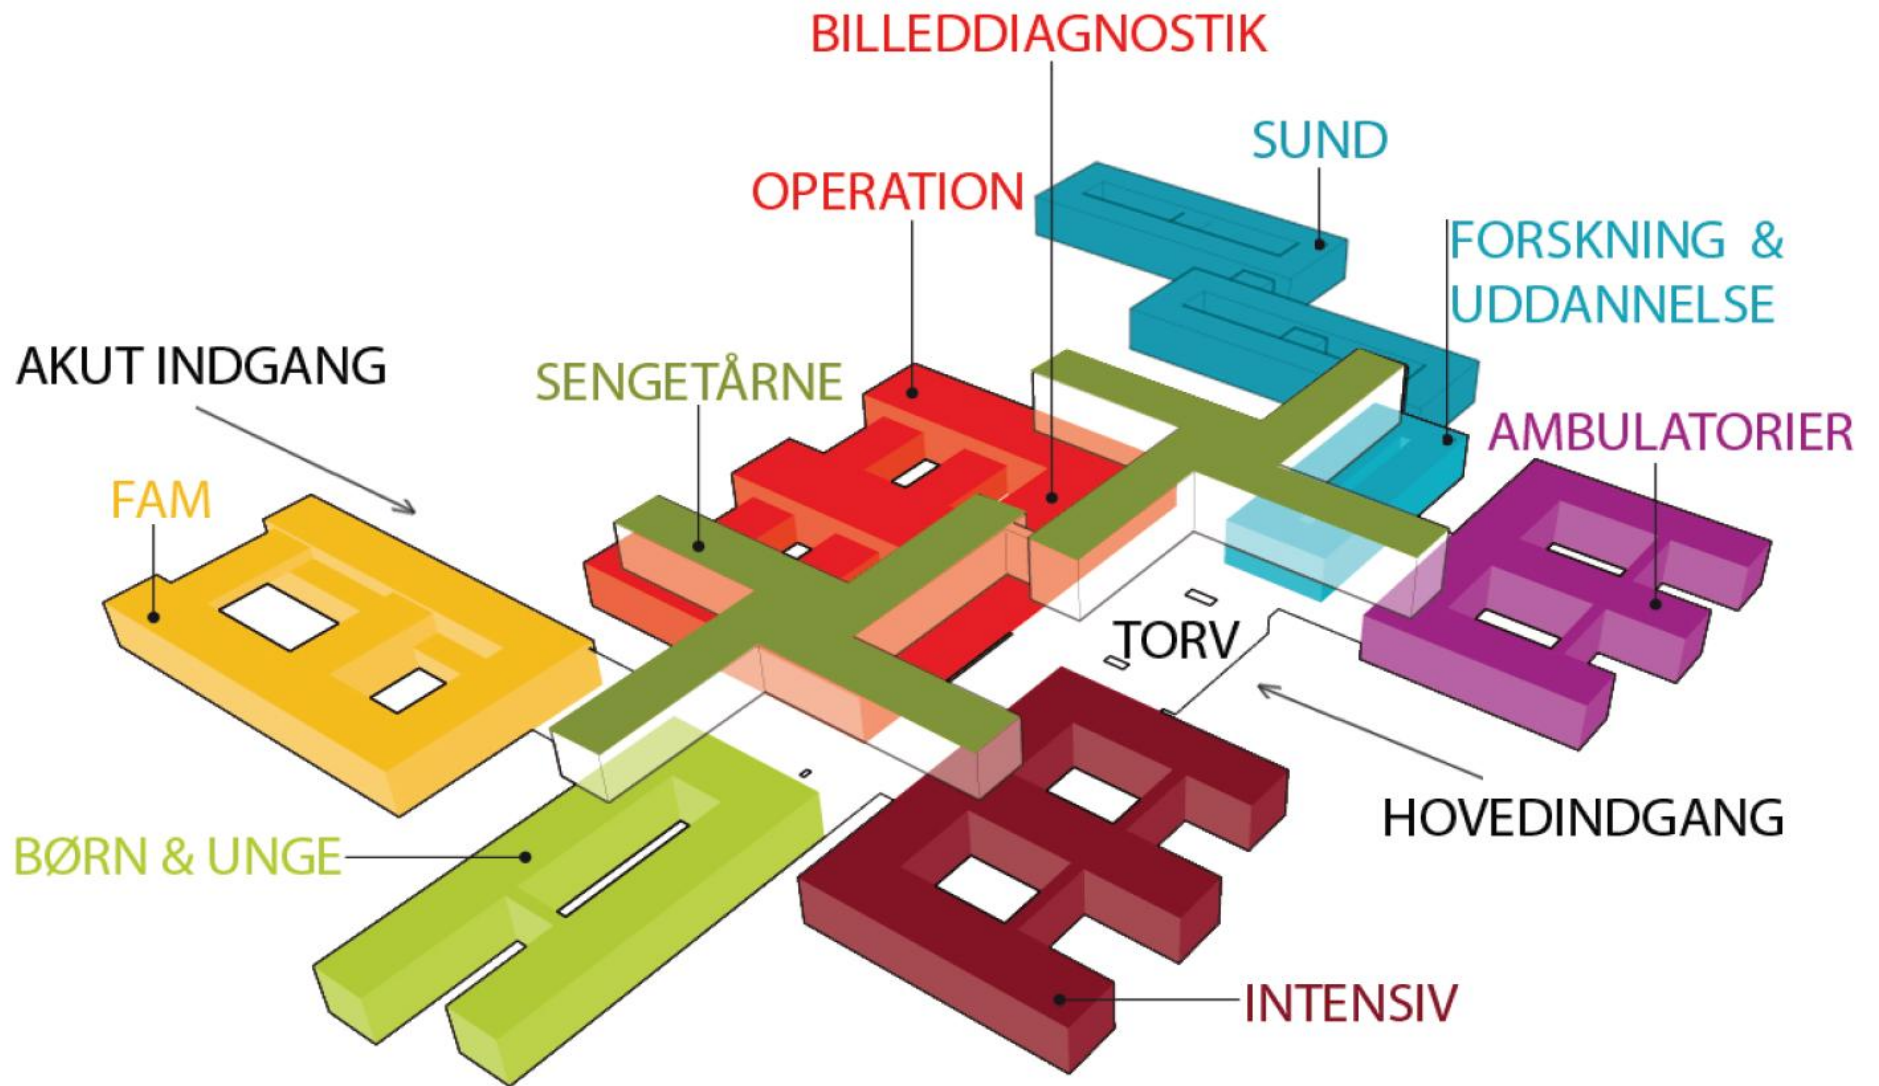 BILLEDDIAGNOSTIK
SUND
OPERATION
FORSKNING &
UDDANNELSE
AKUT INDGANG
SENGETÅRNE
AMBULATORIER
FAM
TORV
HOVEDINDGANG
BØRN & UNGE
INTENSIV